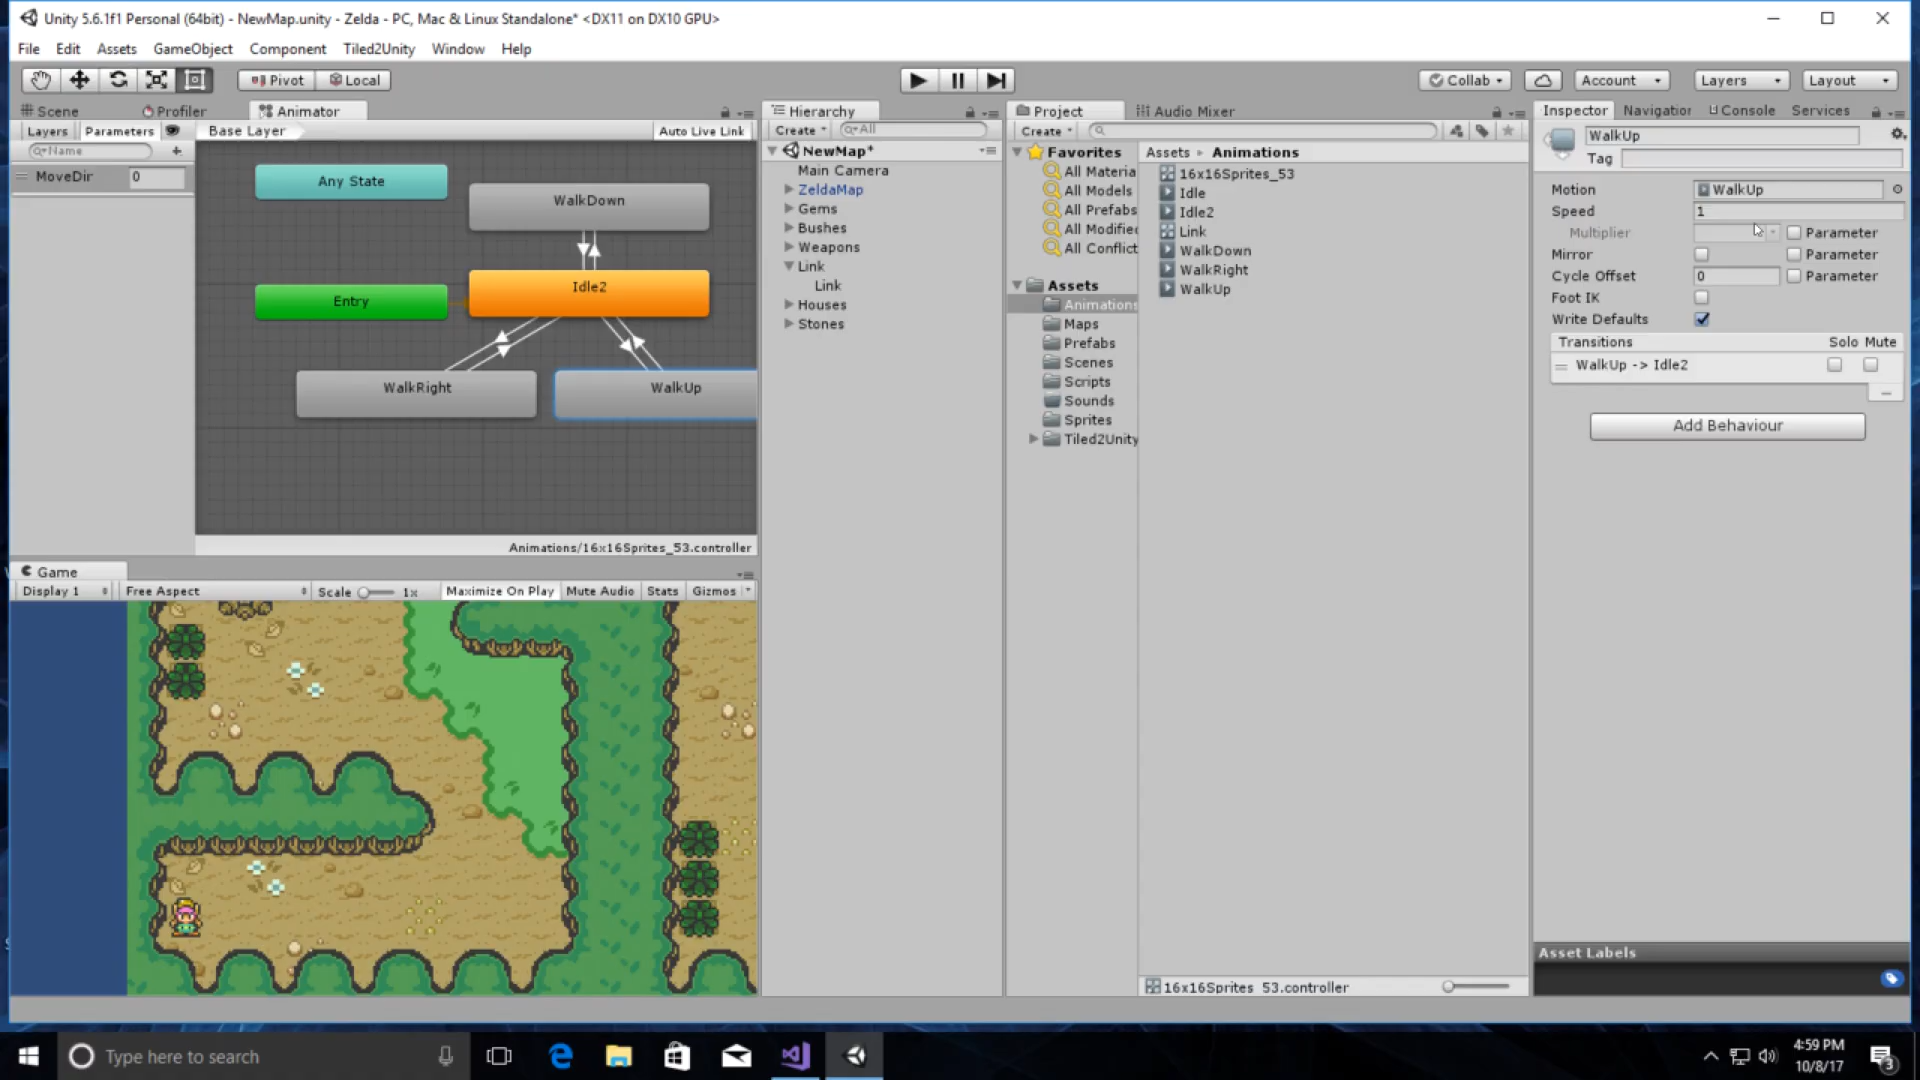 Unity 5.6.1f1 Personal (64bit) - NewMap.unity - Zelda - PC, Mac & Linux Standalone* <DX11 on DX10 GPU>
File Edit Assets GameObject Component Tiled2Unity Window Help
Pivot Local Collab Account Layers Layout
Scene Profiler Animator
Layers Parameters Base Layer Auto Live Link
Name
MoveDir 0
Any State
WalkDown
Idle2
Entry
WalkRight
WalkUp
Animations/16x16Sprites_53.controller
Game
Display 1 Free Aspect Scale 1x Maximize On Play Mute Audio Stats Gizmos
Hierarchy
Create All
NewMap*
Main Camera
ZeldaMap
Gems
Bushes
Weapons
Link
Link
Houses
Stones
Project Audio Mixer
Create
Favorites
All Materia
All Models
All Prefabs
All Modified
All Conflict
Assets
Animations
Maps
Prefabs
Scenes
Scripts
Sounds
Sprites
Tiled2Unity
Assets Animations
16x16Sprites_53
Idle
Idle2
Link
WalkDown
WalkRight
WalkUp
16x16Sprites_53.controller
Inspector Navigation Console Services
WalkUp
Tag
Motion WalkUp
Speed 1
Multiplier Parameter
Mirror Parameter
Cycle Offset 0 Parameter
Foot IK
Write Defaults
Transitions Solo Mute
WalkUp -> Idle2
Add Behaviour
Asset Labels
Type here to search
4:59 PM
10/8/17
3